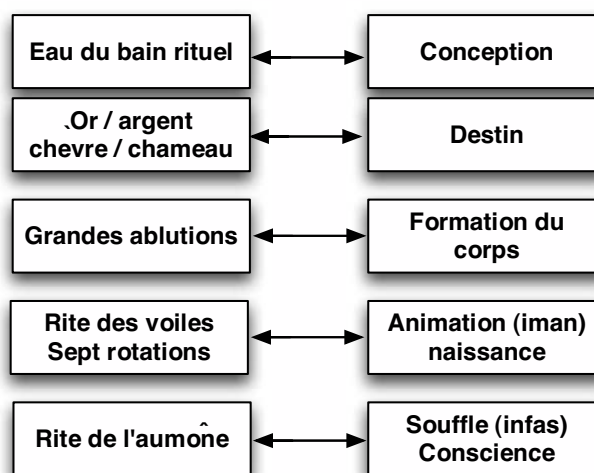 Eau du bain rituel
Conception
Or / argent
chevre / chameau
Destin
Grandes ablutions
Formation du
corps
Rite des voiles
Sept rotations
Animation (iman)
naissance
Rite de l'aumône
Souffle (infas)
Conscience